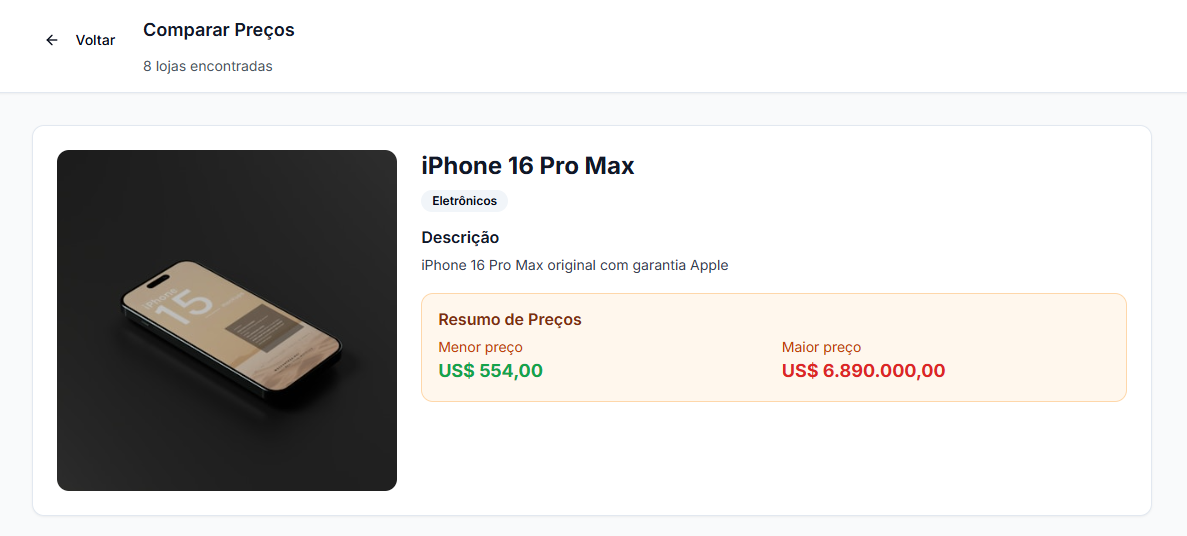 Voltar
Comparar Preços
8 lojas encontradas
iPhone
15
iPhone 16 Pro Max
Eletrônicos
Descrição
iPhone 16 Pro Max original com garantia Apple
Resumo de Preços
Menor preço
Maior preço
US$ 554,00
US$ 6.890.000,00